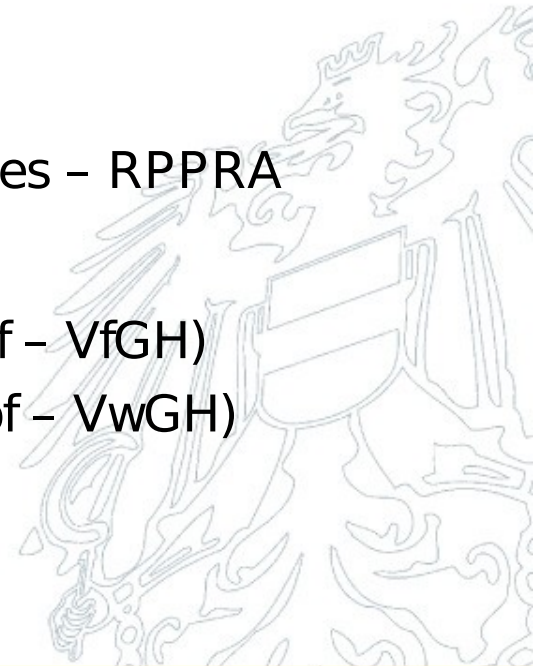 es – RPPRA
f – VfGH)
of – VwGH)